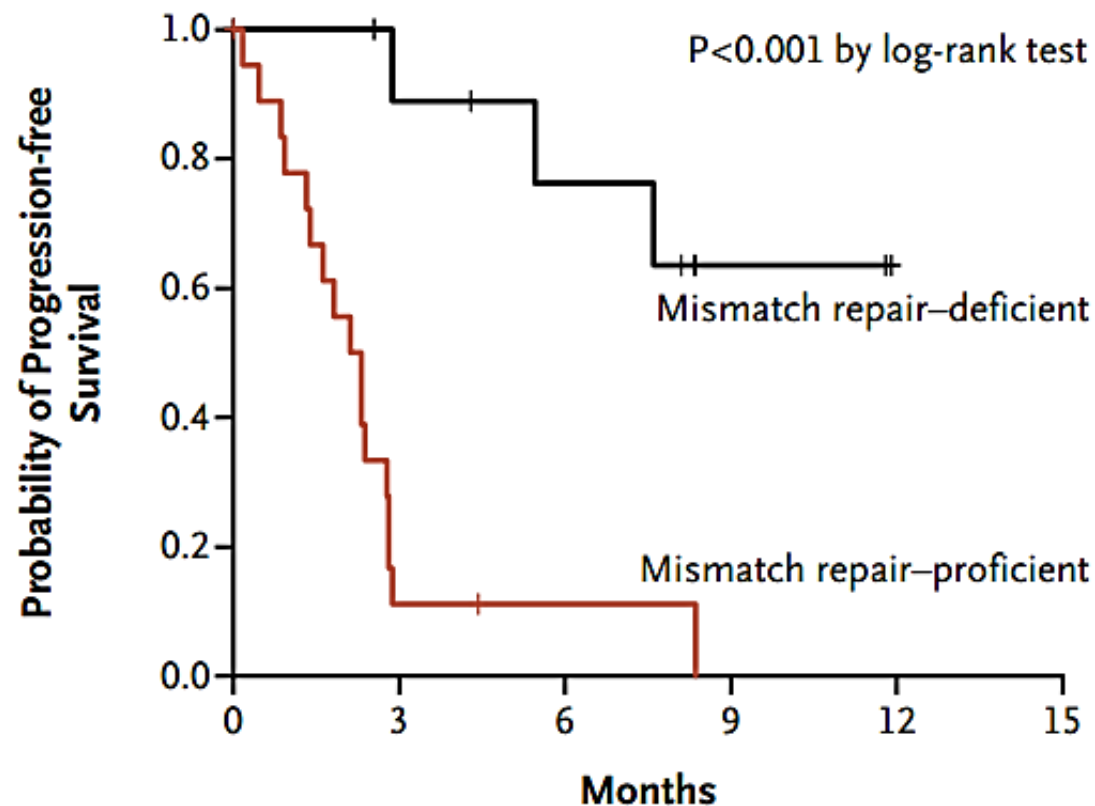 Probability of Progression-free
Survival
1.0
0.8
0.6
0.4
0.2
0.0
P<0.001 by log-rank test
Mismatch repair–deficient
Mismatch repair–proficient
0 3 6 9 12 15
Months